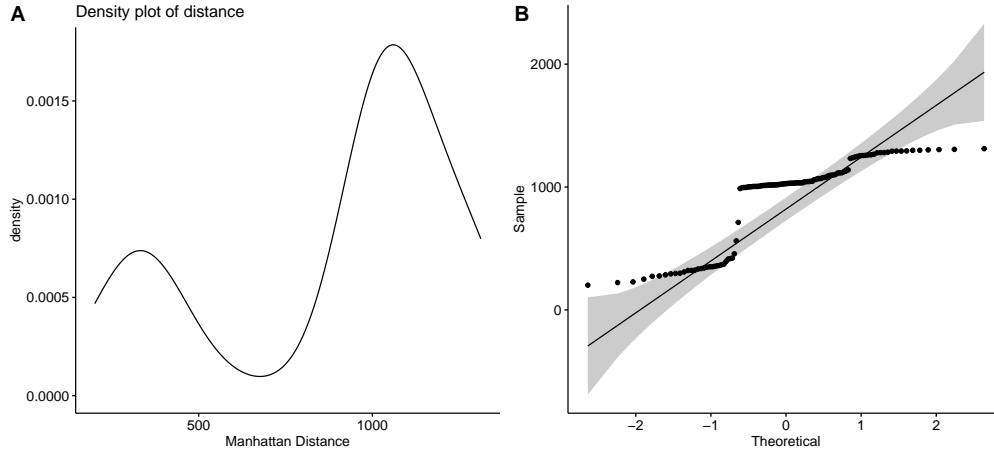 A
Density plot of distance
density
0.0015
0.0010
0.0005
0.0000
500
1000
Manhattan Distance
B
Sample
2000
1000
0
−2
−1
0
1
2
Theoretical